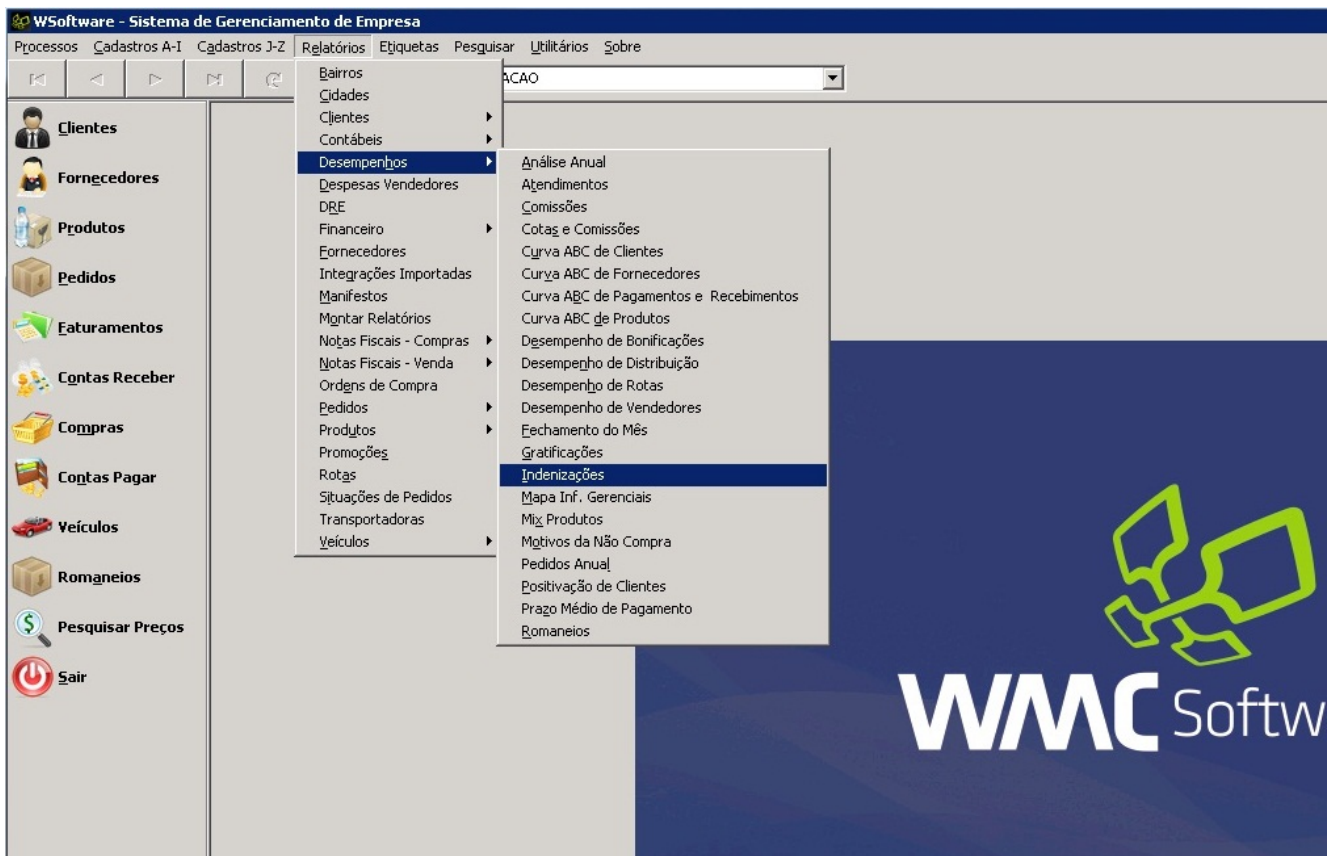 WSoftware - Sistema de Gerenciamento de Empresa
Processos Cadastros A-I Cadastros J-Z Relatórios Etiquetas Pesquisar Utilitários Sobre
ACAO
Clientes
Fornecedores
Produtos
Pedidos
Faturamentos
Contas Receber
Compras
Contas Pagar
Veículos
Romaneios
Pesquisar Preços
Sair
Bairros
Cidades
Clientes
Contábeis
Desempenhos
Despesas Vendedores
DRE
Financeiro
Fornecedores
Integrações Importadas
Manifestos
Montar Relatórios
Notas Fiscais - Compras
Notas Fiscais - Venda
Ordens de Compra
Pedidos
Produtos
Promoções
Rotas
Situações de Pedidos
Transportadoras
Veículos
Análise Anual
Atendimentos
Comissões
Cotas e Comissões
Curva ABC de Clientes
Curva ABC de Fornecedores
Curva ABC de Pagamentos e Recebimentos
Curva ABC de Produtos
Desempenho de Bonificações
Desempenho de Distribuição
Desempenho de Rotas
Desempenho de Vendedores
Fechamento do Mês
Gratificações
Indenizações
Mapa Inf. Gerenciais
Mix Produtos
Motivos da Não Compra
Pedidos Anual
Positivação de Clientes
Prazo Médio de Pagamento
Romaneios
WMC Softw